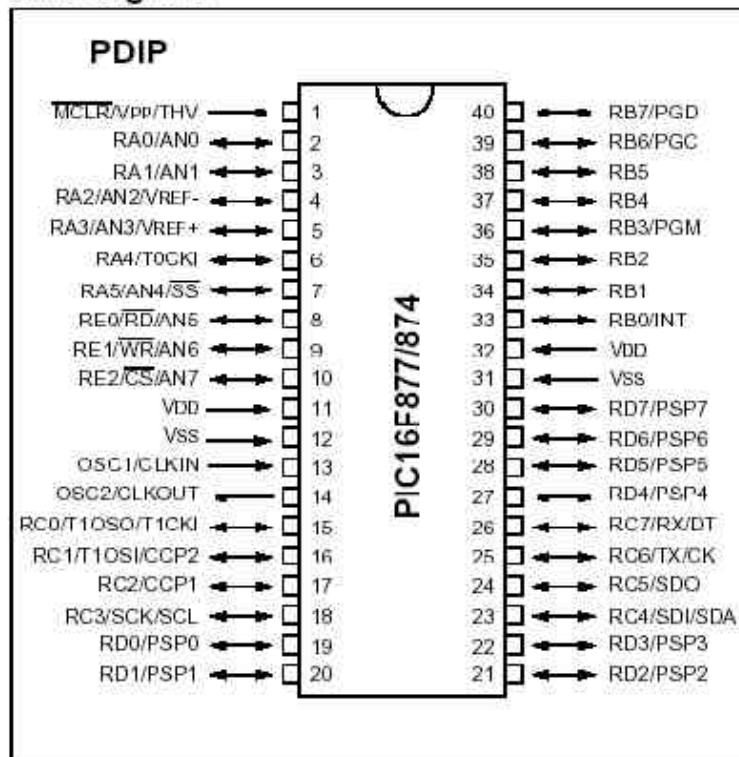 PDIP
MCLR/VPP/THV 1 40 RB7/PGD
RA0/AN0 2 39 RB6/PGC
RA1/AN1 3 38 RB5
RA2/AN2/VREF- 4 37 RB4
RA3/AN3/VREF+ 5 36 RB3/PGM
RA4/T0CKI 6 35 RB2
RA5/AN4/SS 7 34 RB1
RE0/RD/AN5 8 33 RB0/INT
RE1/WR/AN6 9 32 VDD
RE2/CS/AN7 10 31 VSS
VDD 11 30 RD7/PSP7
VSS 12 29 RD6/PSP6
OSC1/CLKIN 13 28 RD5/PSP5
OSC2/CLKOUT 14 27 RD4/PSP4
RC0/T1OSO/T1CKI 15 26 RC7/RX/DT
RC1/T1OSI/CCP2 16 25 RC6/TX/CK
RC2/CCP1 17 24 RC5/SDO
RC3/SCK/SCL 18 23 RC4/SDI/SDA
RD0/PSP0 19 22 RD3/PSP3
RD1/PSP1 20 21 RD2/PSP2
PIC16F877/874